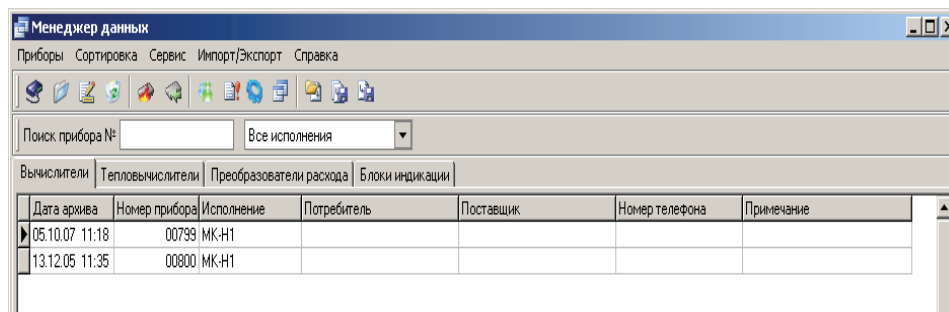 Менеджер данных
Приборы Сортировка Сервис Импорт/Экспорт Справка
Поиск прибора № Все исполнения
Вычислители Тепловычислители Преобразователи расхода Блоки индикации
Дата архива Номер прибора Исполнение Потребитель Поставщик Номер телефона Примечание
05.10.07 11:18 00799 МК-Н1
13.12.05 11:35 00800 МК-Н1